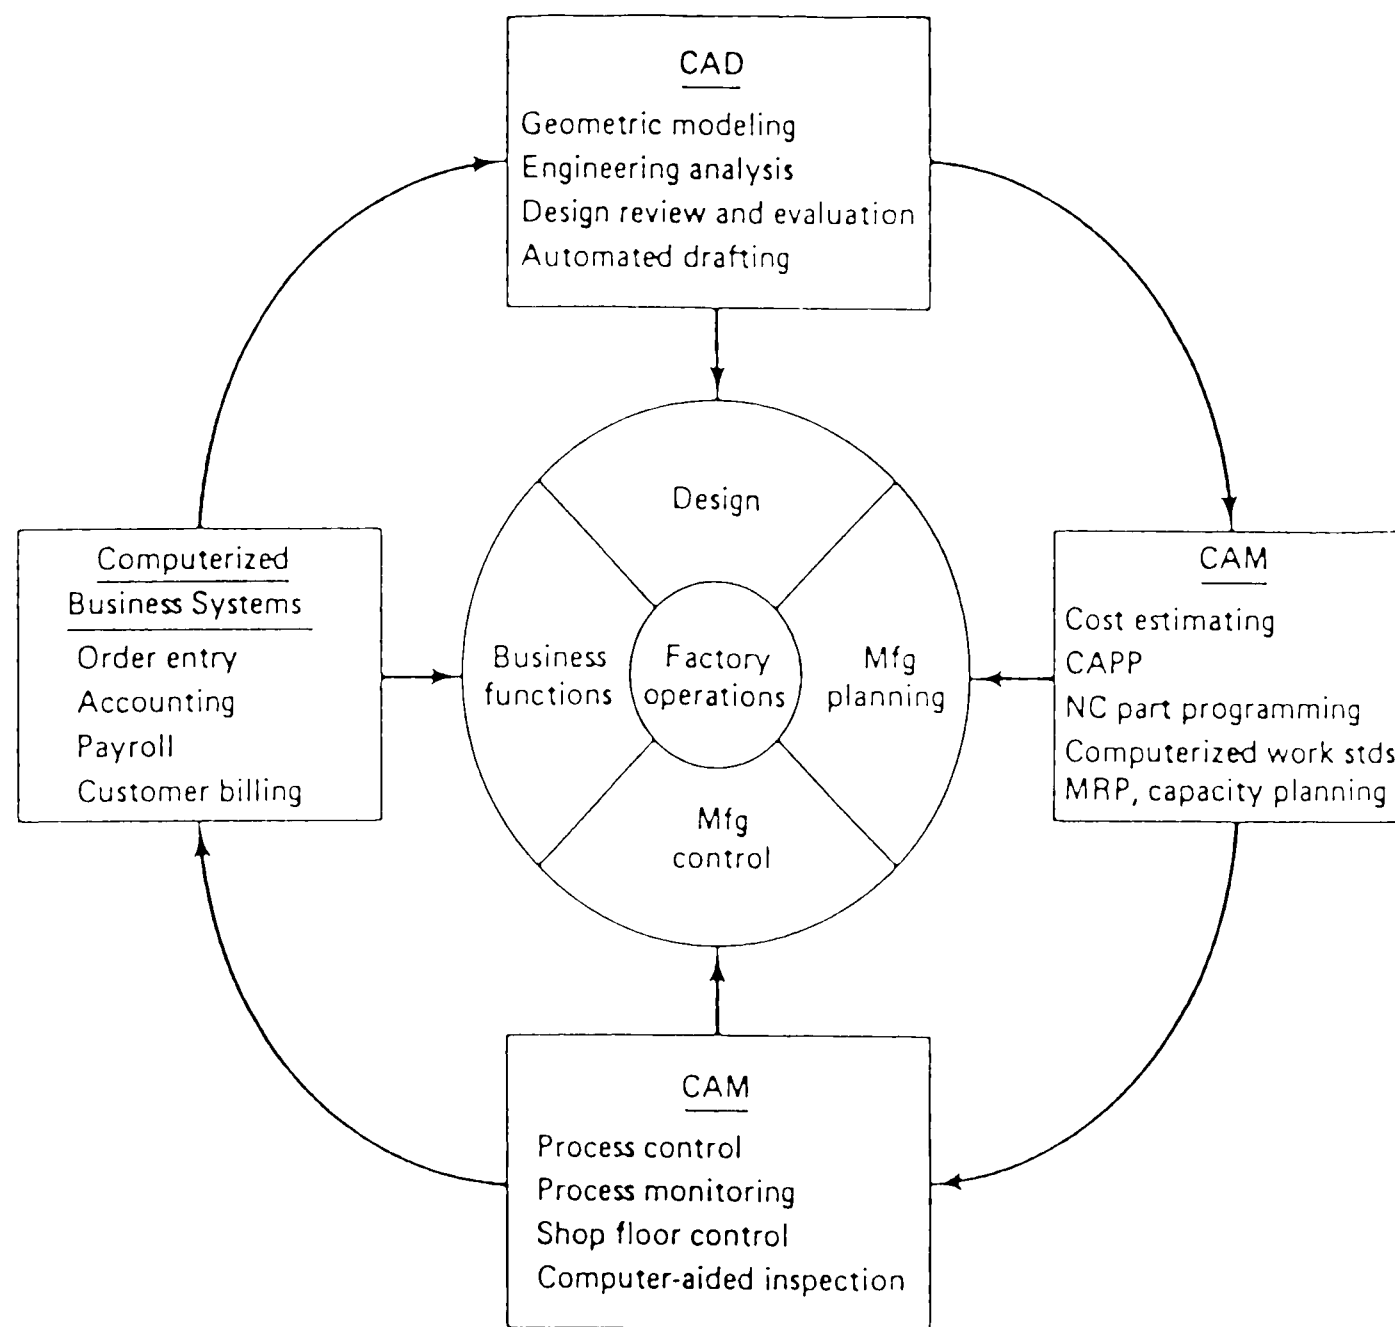 CAD
Geometric modeling
Engineering analysis
Design review and evaluation
Automated drafting
Design
Computerized
Business Systems
Order entry
Accounting
Payroll
Customer billing
Business
functions
Factory
operations
Mfg
planning
Mfg
control
CAM
Cost estimating
CAPP
NC part programming
Computerized work stds
MRP, capacity planning
CAM
Process control
Process monitoring
Shop floor control
Computer-aided inspection